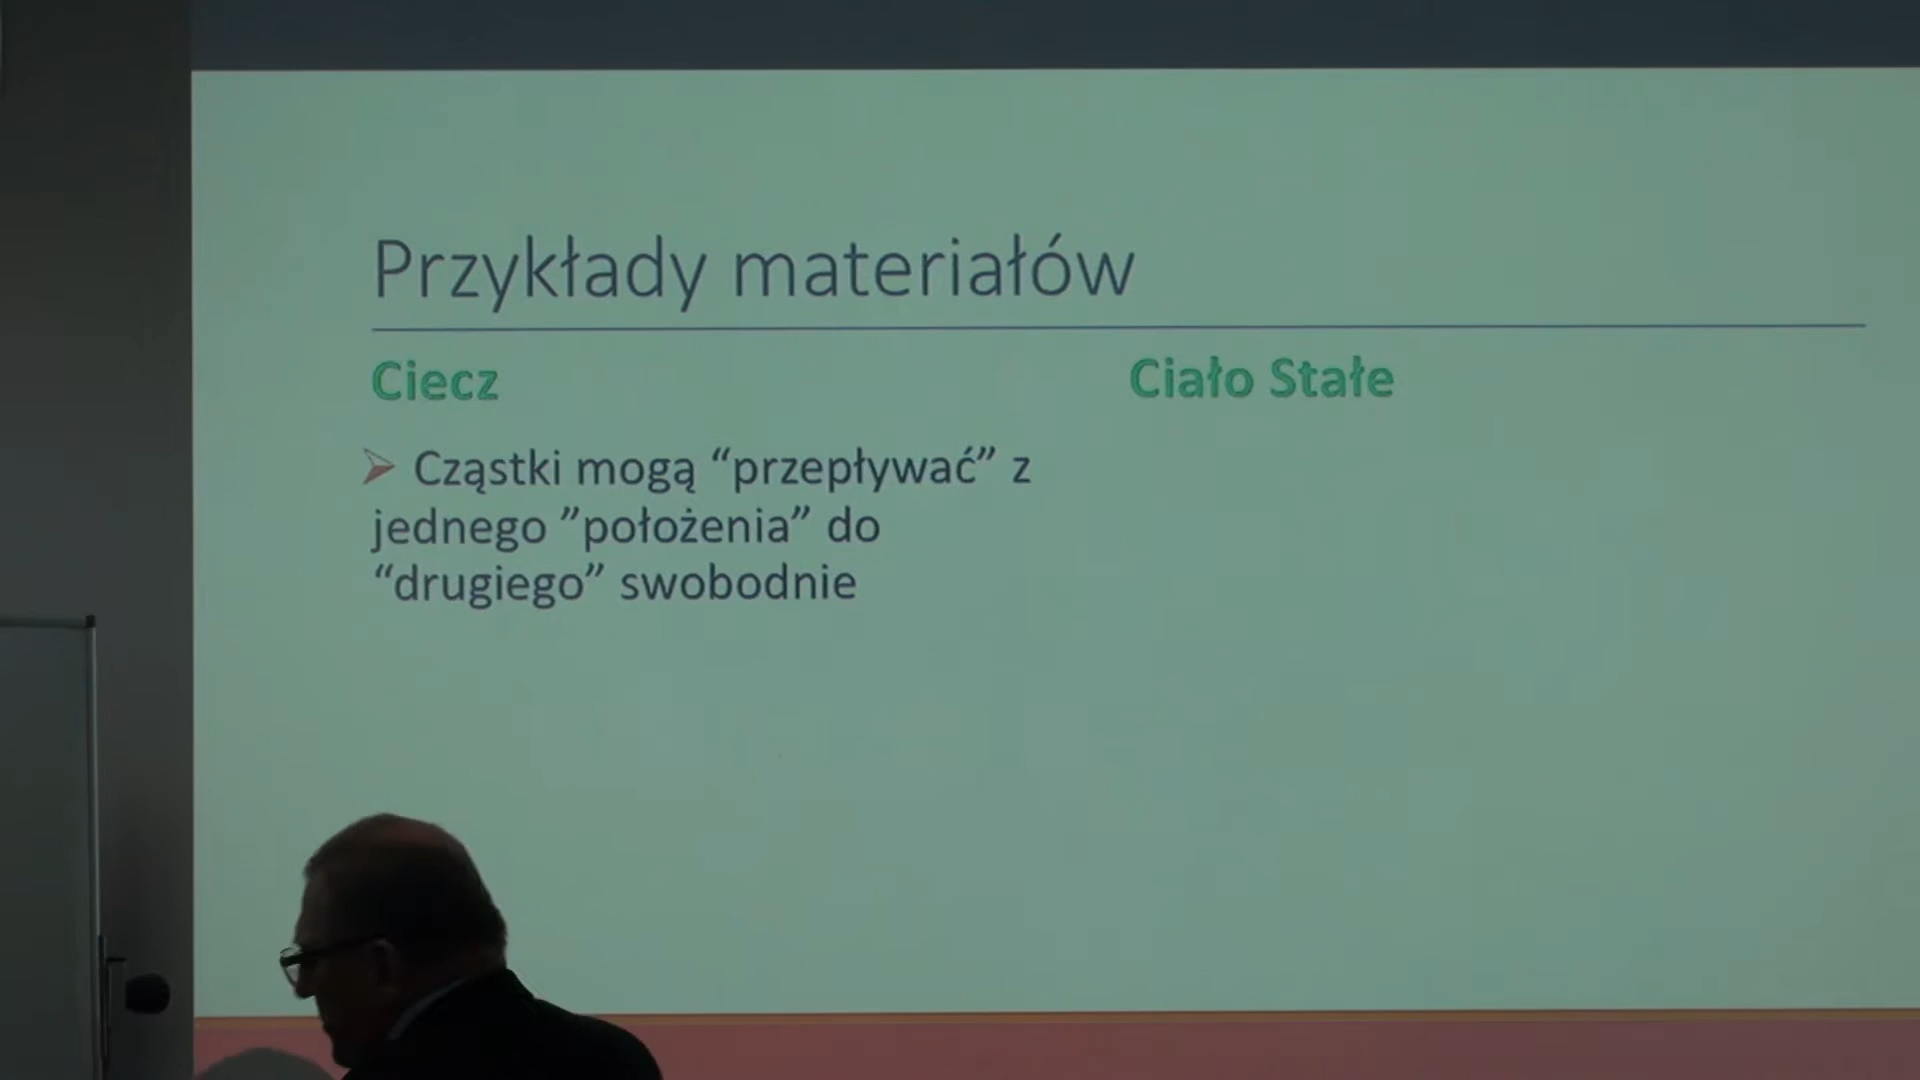 Przykłady materiałów
Ciecz
Cząstki mogą “przepływać” z
jednego ”położenia” do
“drugiego” swobodnie
Ciało Stałe